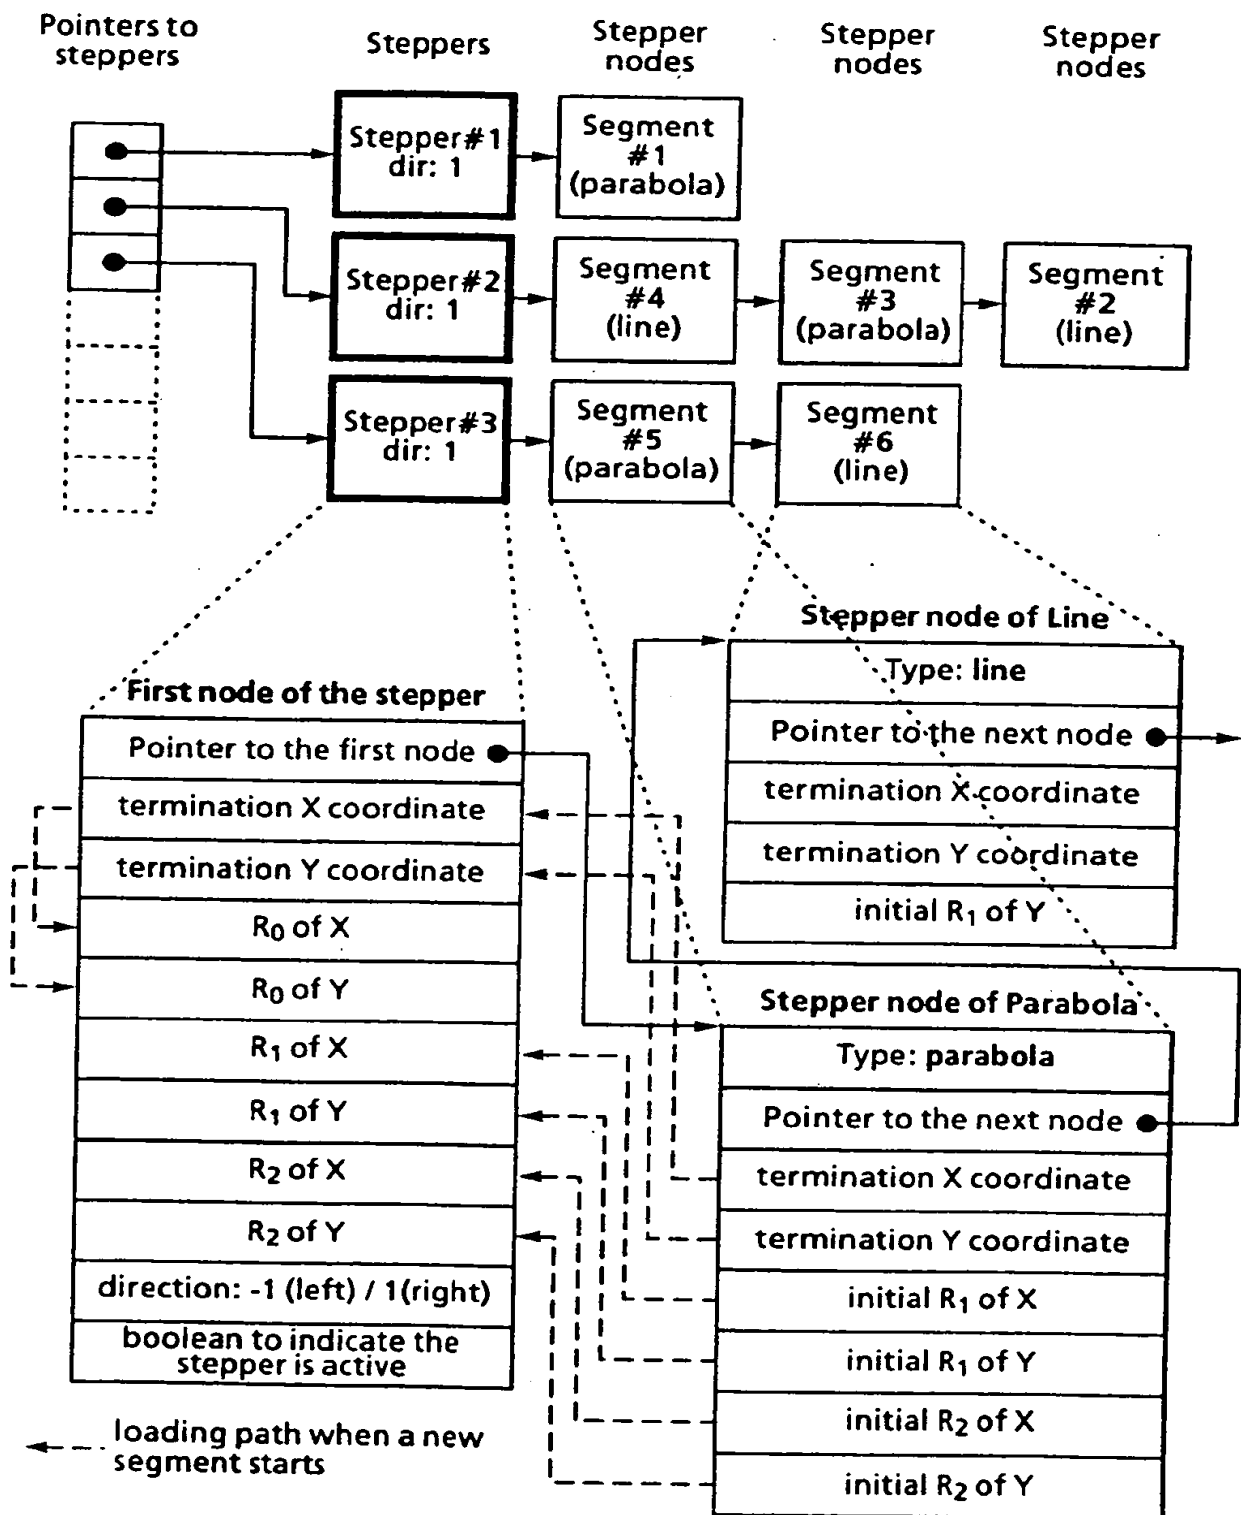 Pointers to
steppers
Steppers
Stepper
nodes
Stepper
nodes
Stepper
nodes
Stepper#1
dir: 1
Segment
#1
(parabola)
Stepper#2
dir: 1
Segment
#4
(line)
Segment
#3
(parabola)
Segment
#2
(line)
Stepper#3
dir: 1
Segment
#5
(parabola)
Segment
#6
(line)
First node of the stepper
Pointer to the first node
termination X coordinate
termination Y coordinate
R0 of X
R0 of Y
R1 of X
R1 of Y
R2 of X
R2 of Y
direction: -1 (left) / 1(right)
boolean to indicate the
stepper is active
Stepper node of Line
Type: line
Pointer to the next node
termination X coordinate
termination Y coordinate
initial R1 of Y
Stepper node of Parabola
Type: parabola
Pointer to the next node
termination X coordinate
termination Y coordinate
initial R1 of X
initial R1 of Y
initial R2 of X
initial R2 of Y
loading path when a new
segment starts